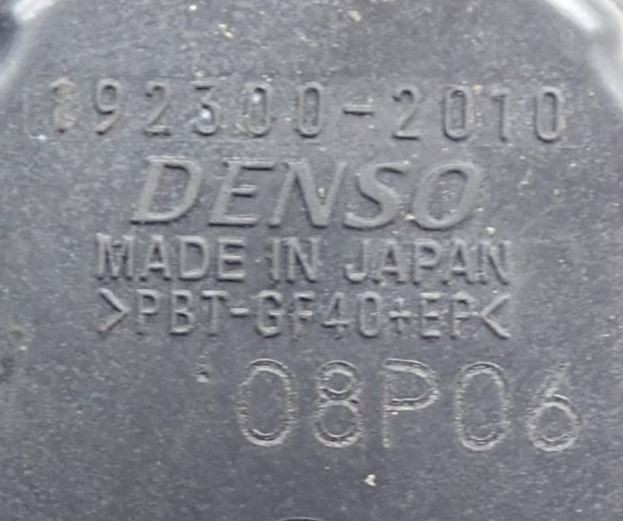 192300-2010
DENSO
MADE IN JAPAN
>PBT-GF40+EP<
08P06